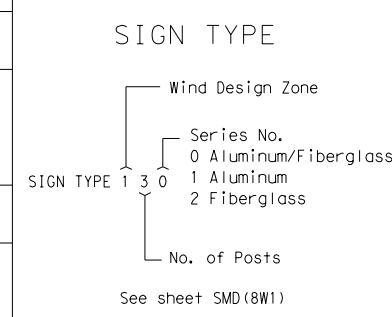 SIGN TYPE
Wind Design Zone
Series No.
0 Aluminum/Fiberglass
1 Aluminum
2 Fiberglass
SIGN TYPE 1 3 0
No. of Posts
See sheet SMD(8W1)